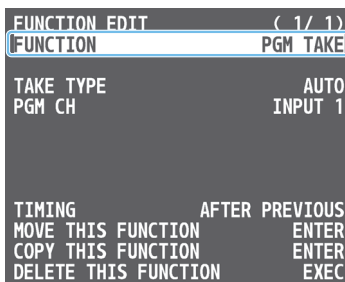 FUNCTION EDIT ( 1/ 1)
FUNCTION PGM TAKE
TAKE TYPE AUTO
PGM CH INPUT 1
TIMING AFTER PREVIOUS
MOVE THIS FUNCTION ENTER
COPY THIS FUNCTION ENTER
DELETE THIS FUNCTION EXEC